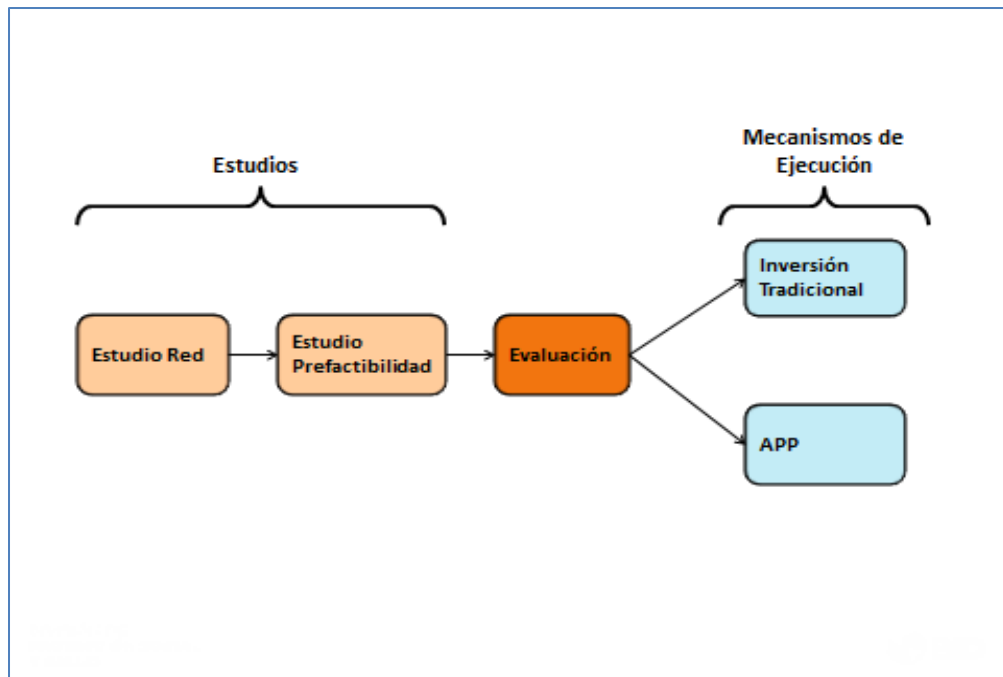 Estudios
Mecanismos de
Ejecución
Estudio Red
Estudio
Prefactibilidad
Evaluación
Inversión
Tradicional
APP